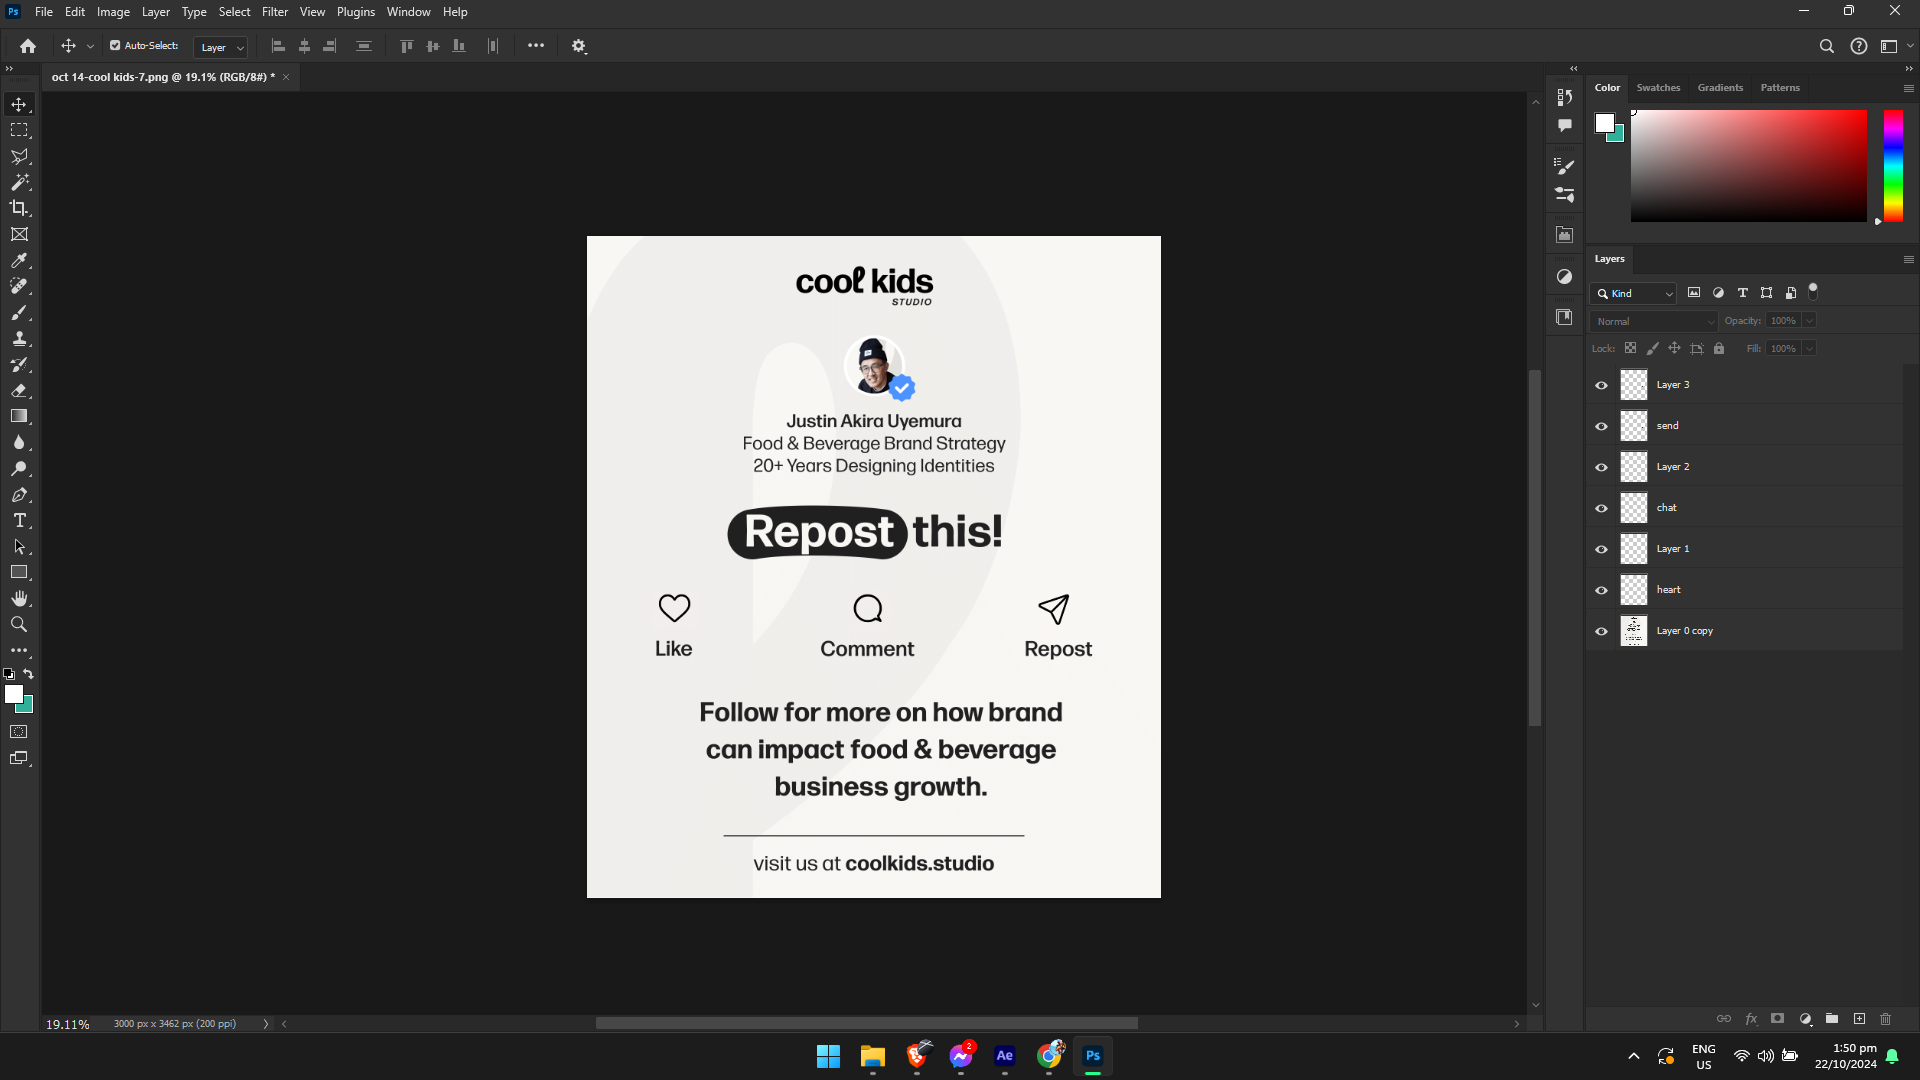 Ps File Edit Image Layer Type Select Filter View Plugins Window Help
Auto-Select: Layer
oct 14-cool kids-7.png @ 19.1% (RGB/8#) *
cool kids
STUDIO
Justin Akira Uyemura
Food & Beverage Brand Strategy
20+ Years Designing Identities
Repost this!
Like Comment Repost
Follow for more on how brand
can impact food & beverage
business growth.
visit us at coolkids.studio
Color Swatches Gradients Patterns
Layers
Kind
Normal Opacity: 100%
Lock: Fill: 100%
Layer 3
send
Layer 2
chat
Layer 1
heart
Layer 0 copy
19.11% 3000 px x 3462 px (200 ppi)
2
Ae
Ps
ENG
US
1:50 pm
22/10/2024